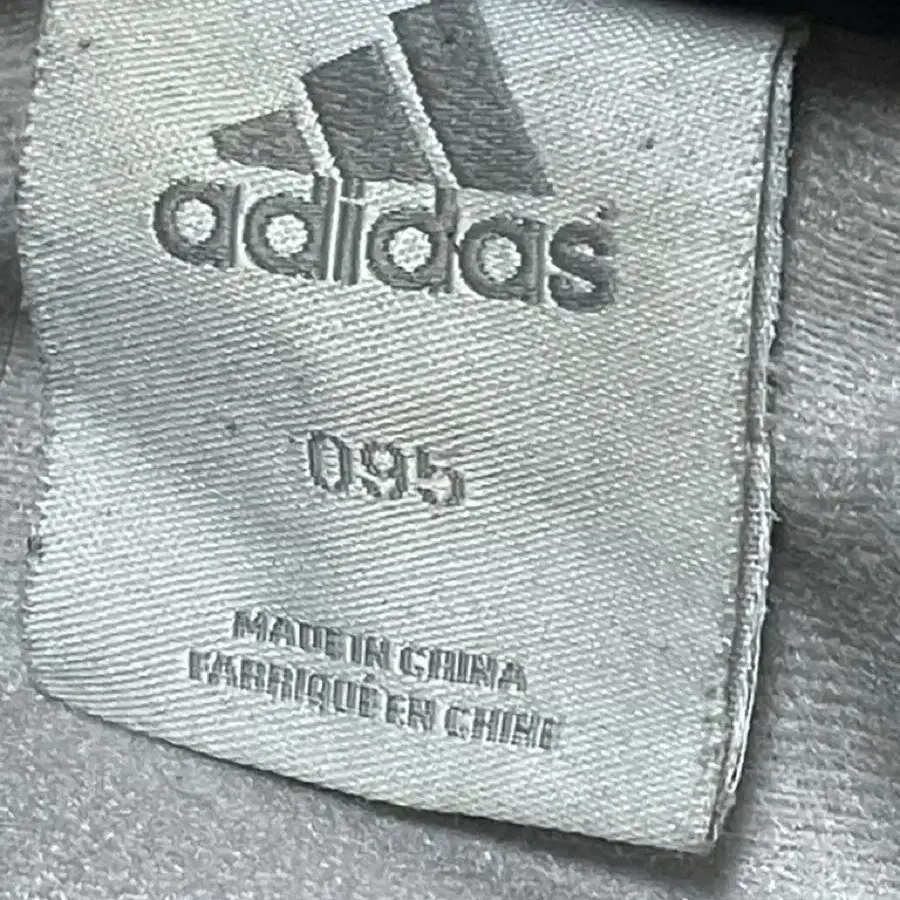 adidas
095
MADE IN CHINA
FABRIQUÉ EN CHINE